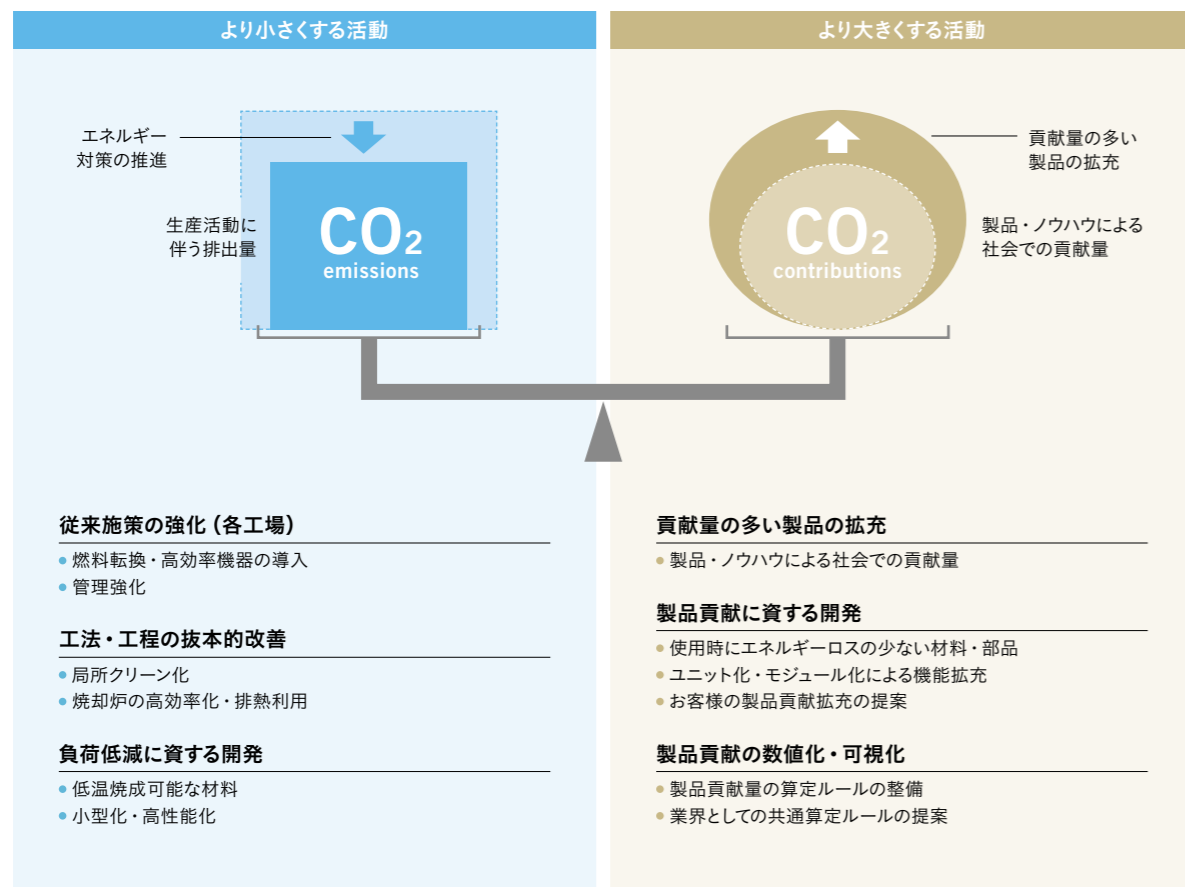 より小さくする活動
エネルギー
対策の推進
生産活動に
伴う排出量
CO2
emissions
従来施策の強化（各工場）
燃料転換・高効率機器の導入
管理強化
工法・工程の抜本的改善
局所クリーン化
焼却炉の高効率化・排熱利用
負荷低減に資する開発
低温焼成可能な材料
小型化・高性能化
より大きくする活動
貢献量の多い
製品の拡充
CO2
contributions
製品・ノウハウによる
社会での貢献量
貢献量の多い製品の拡充
製品・ノウハウによる社会での貢献量
製品貢献に資する開発
使用時にエネルギーロスの少ない材料・部品
ユニット化・モジュール化による機能拡充
お客様の製品貢献拡充の提案
製品貢献の数値化・可視化
製品貢献量の算定ルールの整備
業界としての共通算定ルールの提案